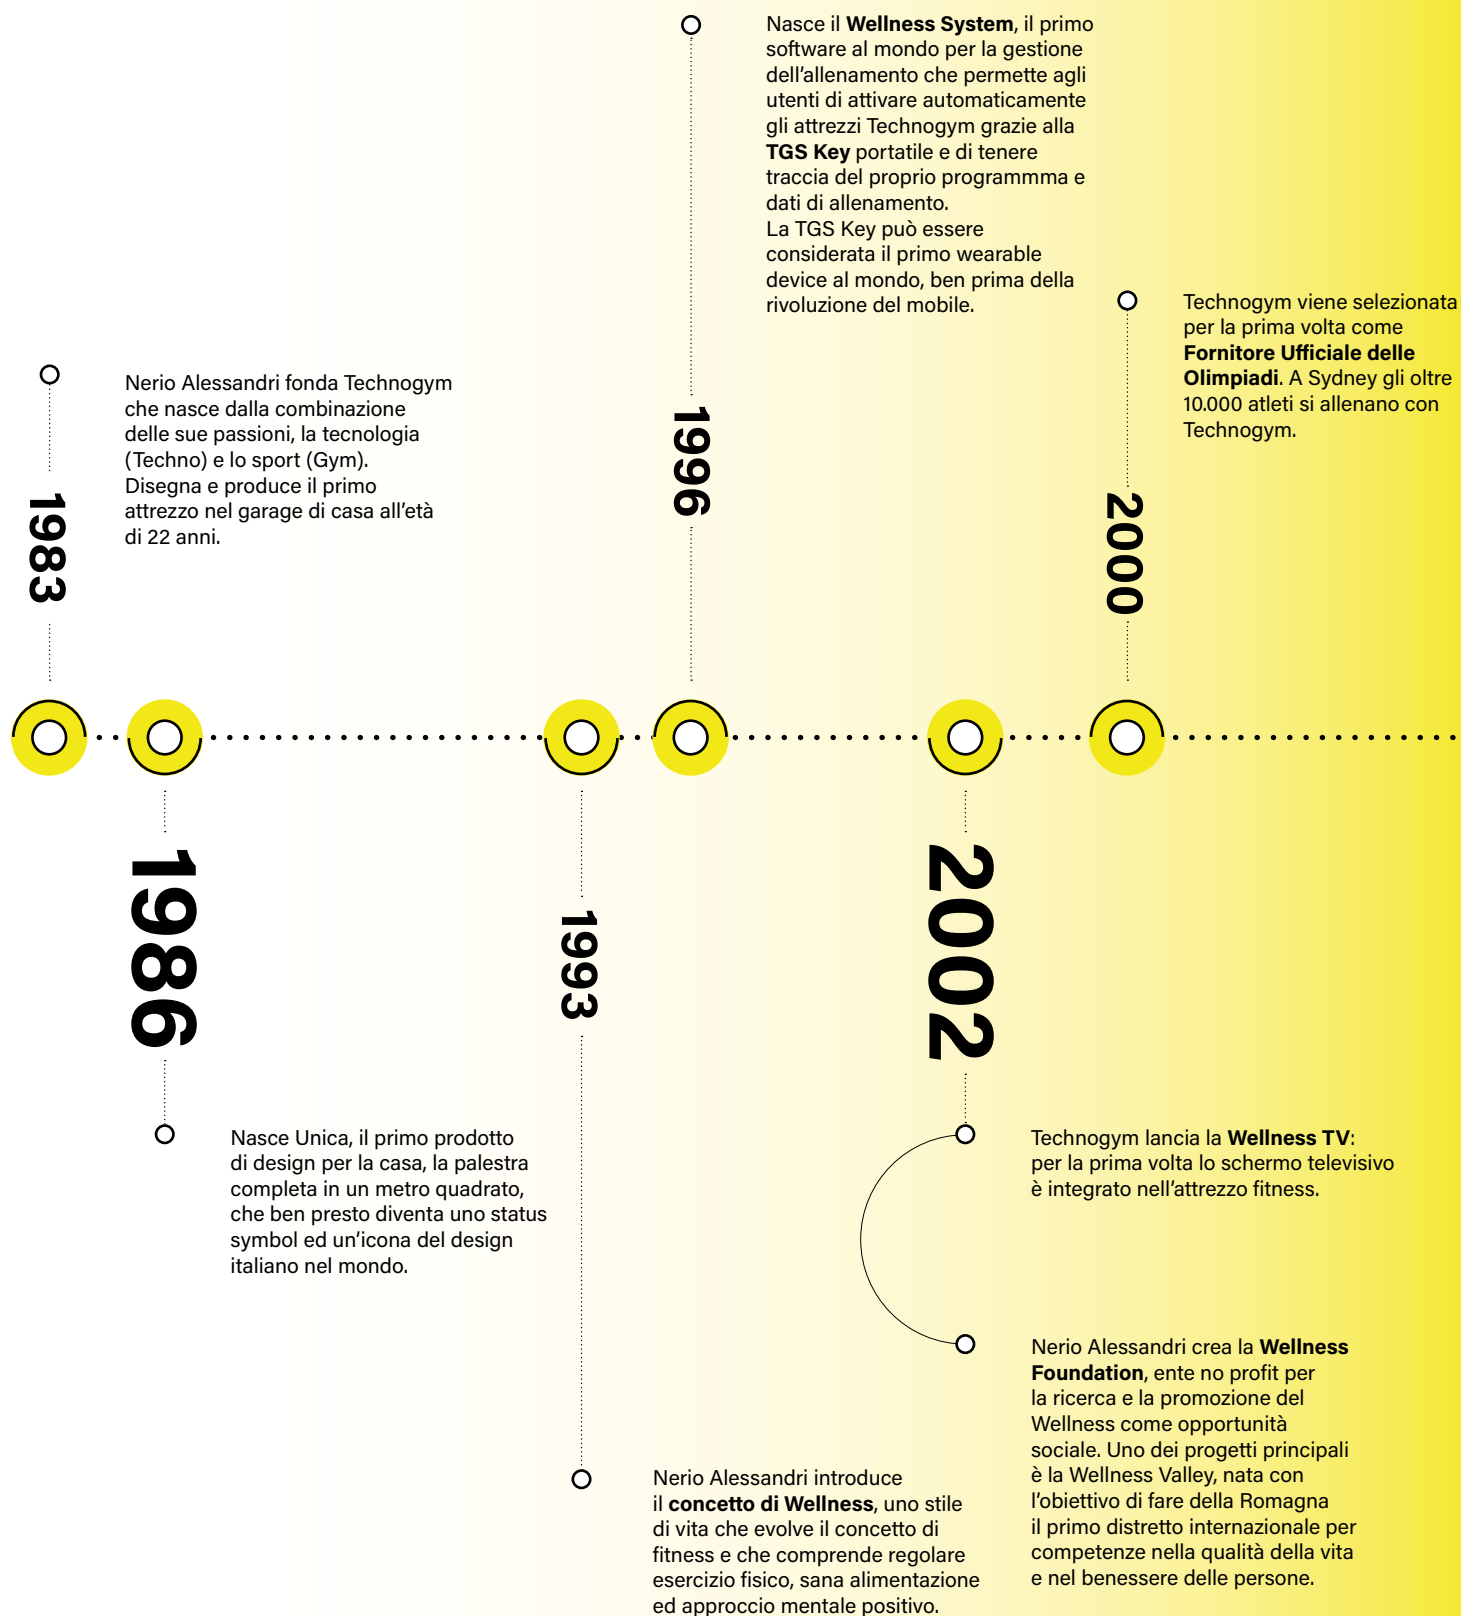 Nasce il Wellness System, il primo
software al mondo per la gestione
dell'allenamento che permette agli
utenti di attivare automaticamente
gli attrezzi Technogym grazie alla
TGS Key portatile e di tenere
traccia del proprio programmma e
dati di allenamento.
La TGS Key può essere
considerata il primo wearable
device al mondo, ben prima della
rivoluzione del mobile.
Technogym viene selezionata
per la prima volta come
Fornitore Ufficiale delle
Olimpiadi. A Sydney gli oltre
10.000 atleti si allenano con
Technogym.
Nerio Alessandri fonda Technogym
che nasce dalla combinazione
delle sue passioni, la tecnologia
(Techno) e lo sport (Gym).
Disegna e produce il primo
attrezzo nel garage di casa all'età
di 22 anni.
1983
1996
2000
1986
1993
2002
Nasce Unica, il primo prodotto
di design per la casa, la palestra
completa in un metro quadrato,
che ben presto diventa uno status
symbol ed un'icona del design
italiano nel mondo.
Technogym lancia la Wellness TV:
per la prima volta lo schermo televisivo
è integrato nell'attrezzo fitness.
Nerio Alessandri crea la Wellness
Foundation, ente no profit per
la ricerca e la promozione del
Wellness come opportunità
sociale. Uno dei progetti principali
è la Wellness Valley, nata con
l'obiettivo di fare della Romagna
il primo distretto internazionale per
competenze nella qualità della vita
e nel benessere delle persone.
Nerio Alessandri introduce
il concetto di Wellness, uno stile
di vita che evolve il concetto di
fitness e che comprende regolare
esercizio fisico, sana alimentazione
ed approccio mentale positivo.